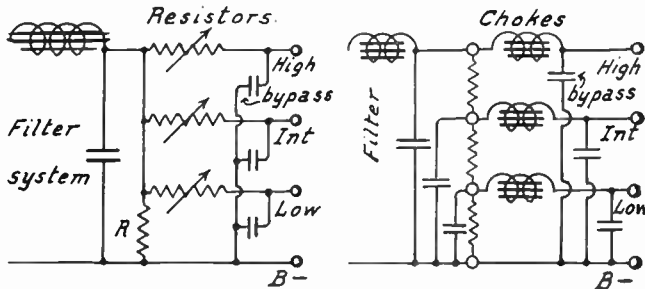 Resistors.
High
bypass
Int
Filter
system
Low
R
B-
Chokes
High
bypass
Int
Filter
Low
B-